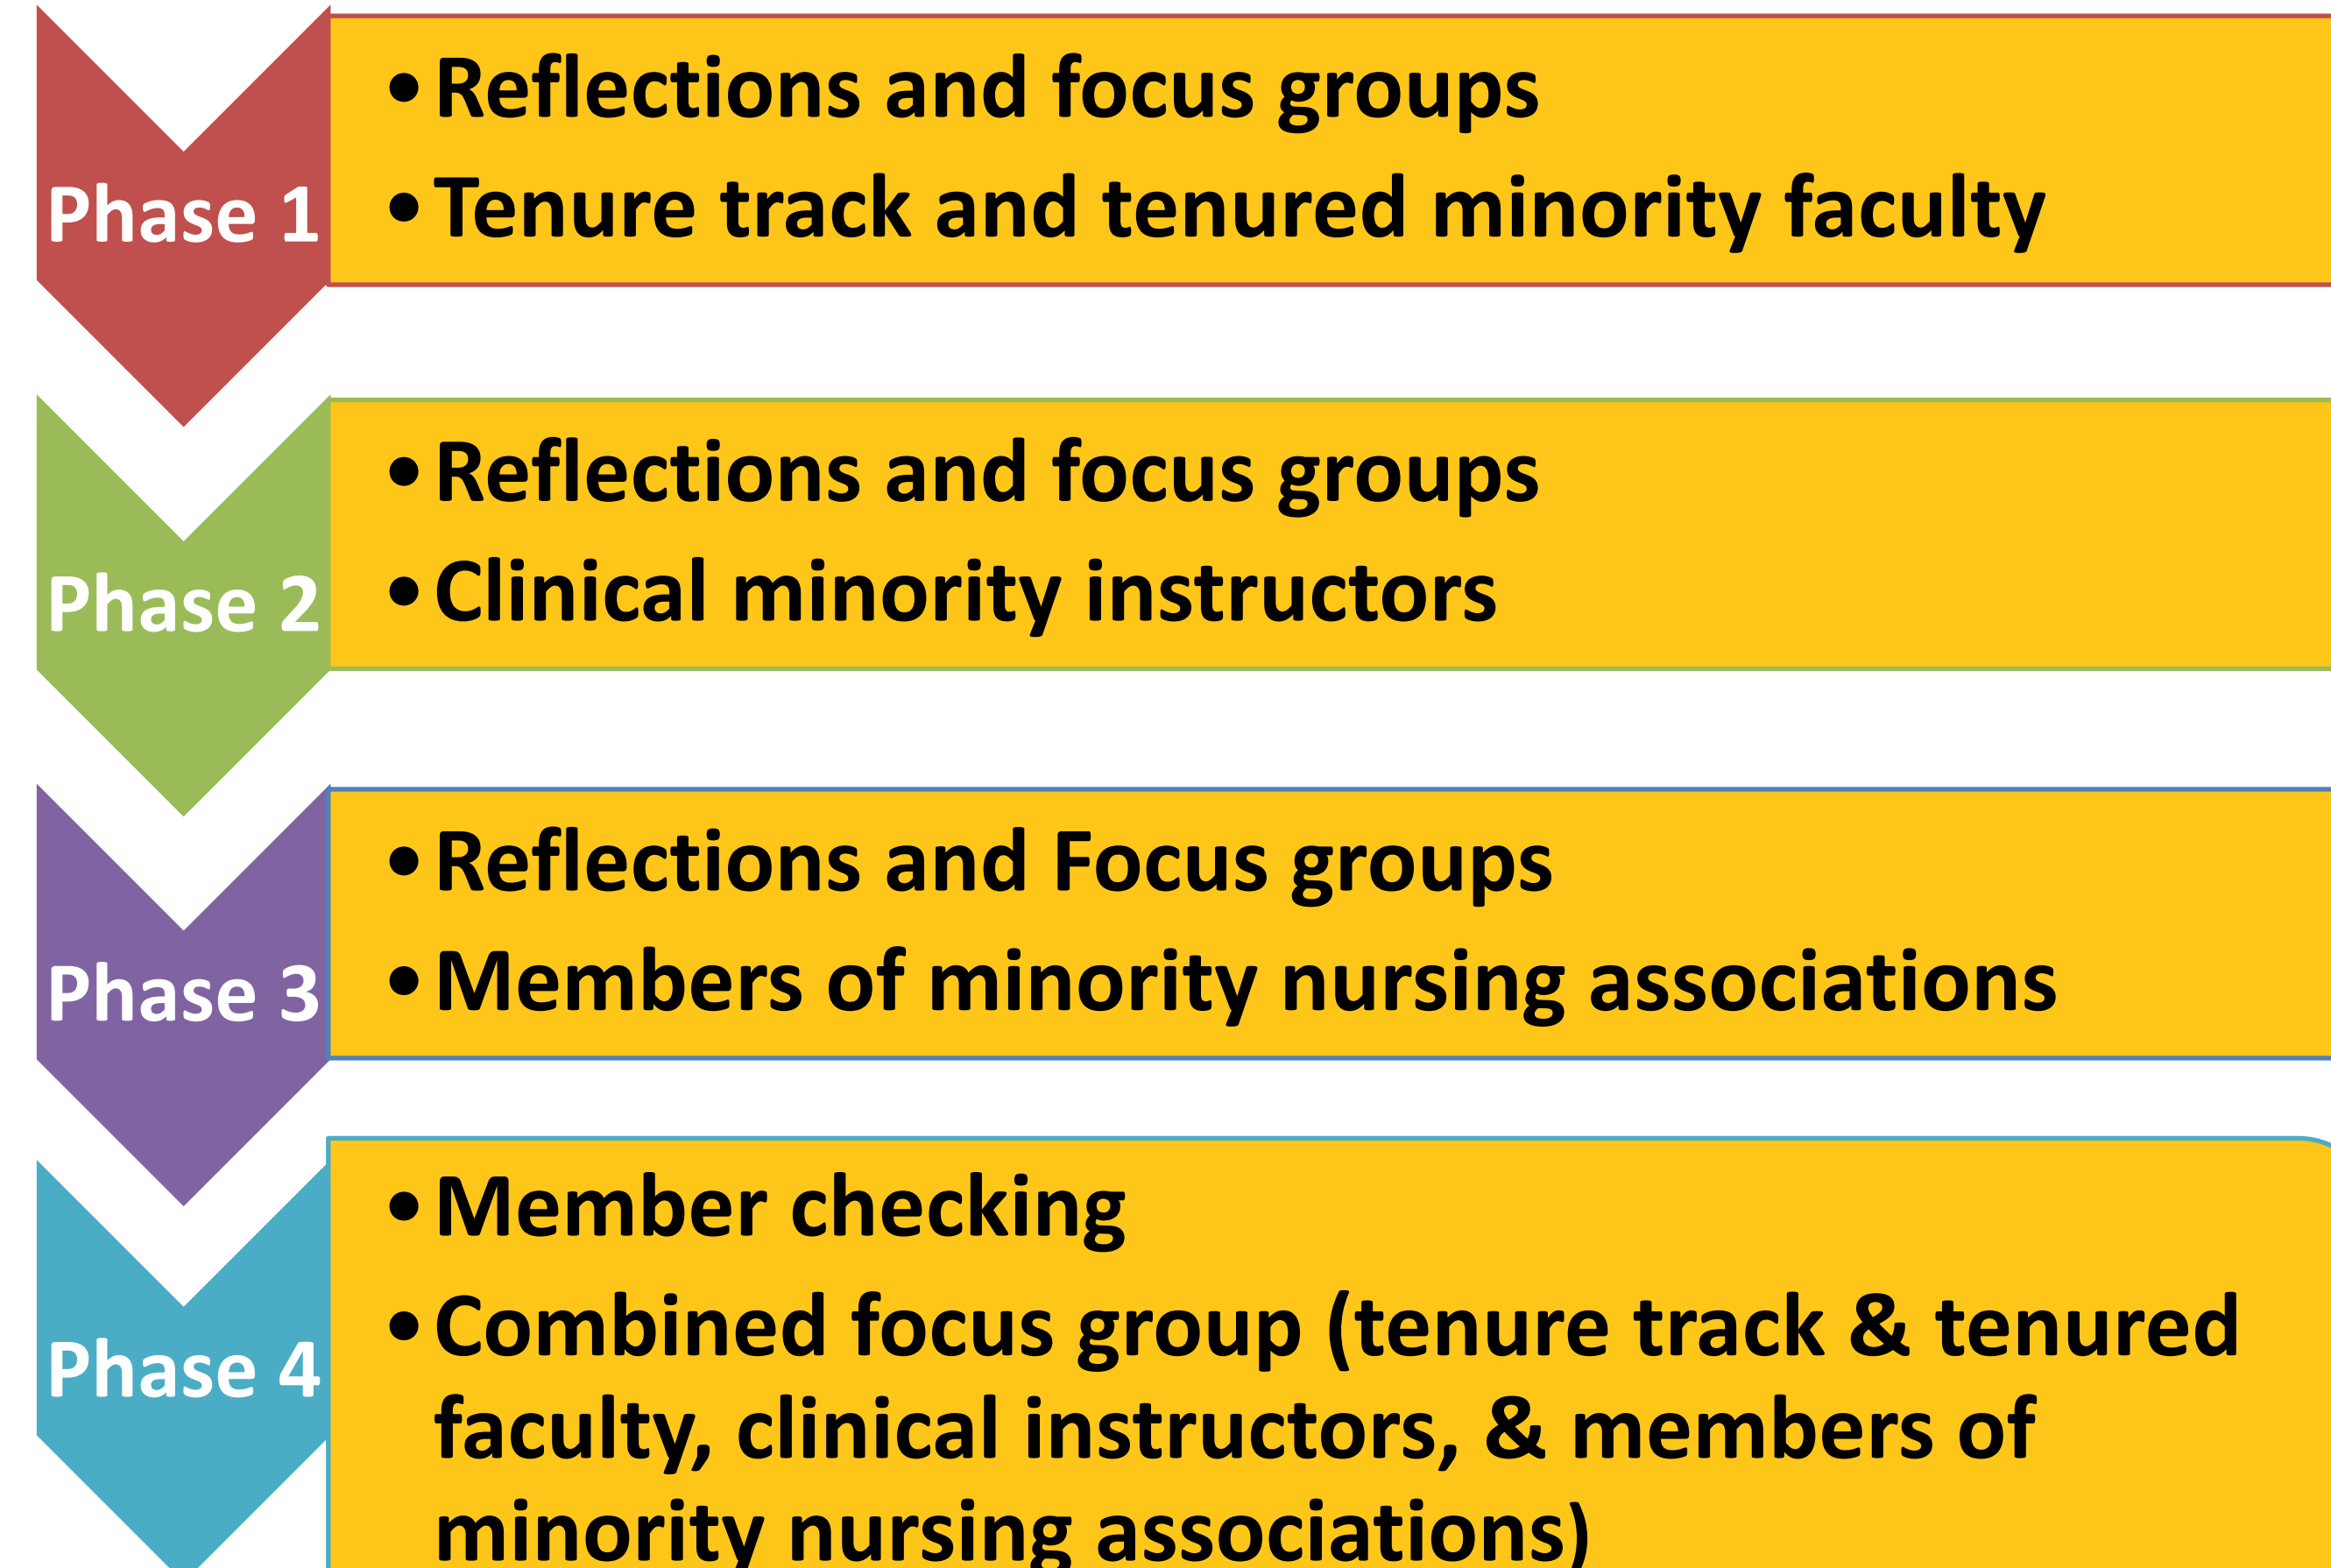 Phase 1
• Reflections and focus groups
• Tenure track and tenured minority faculty
Phase 2
• Reflections and focus groups
• Clinical minority instructors
Phase 3
• Reflections and Focus groups
• Members of minority nursing associations
Phase 4
• Member checking
• Combined focus group (tenure track & tenured
faculty, clinical instructors, & members of
minority nursing associations)